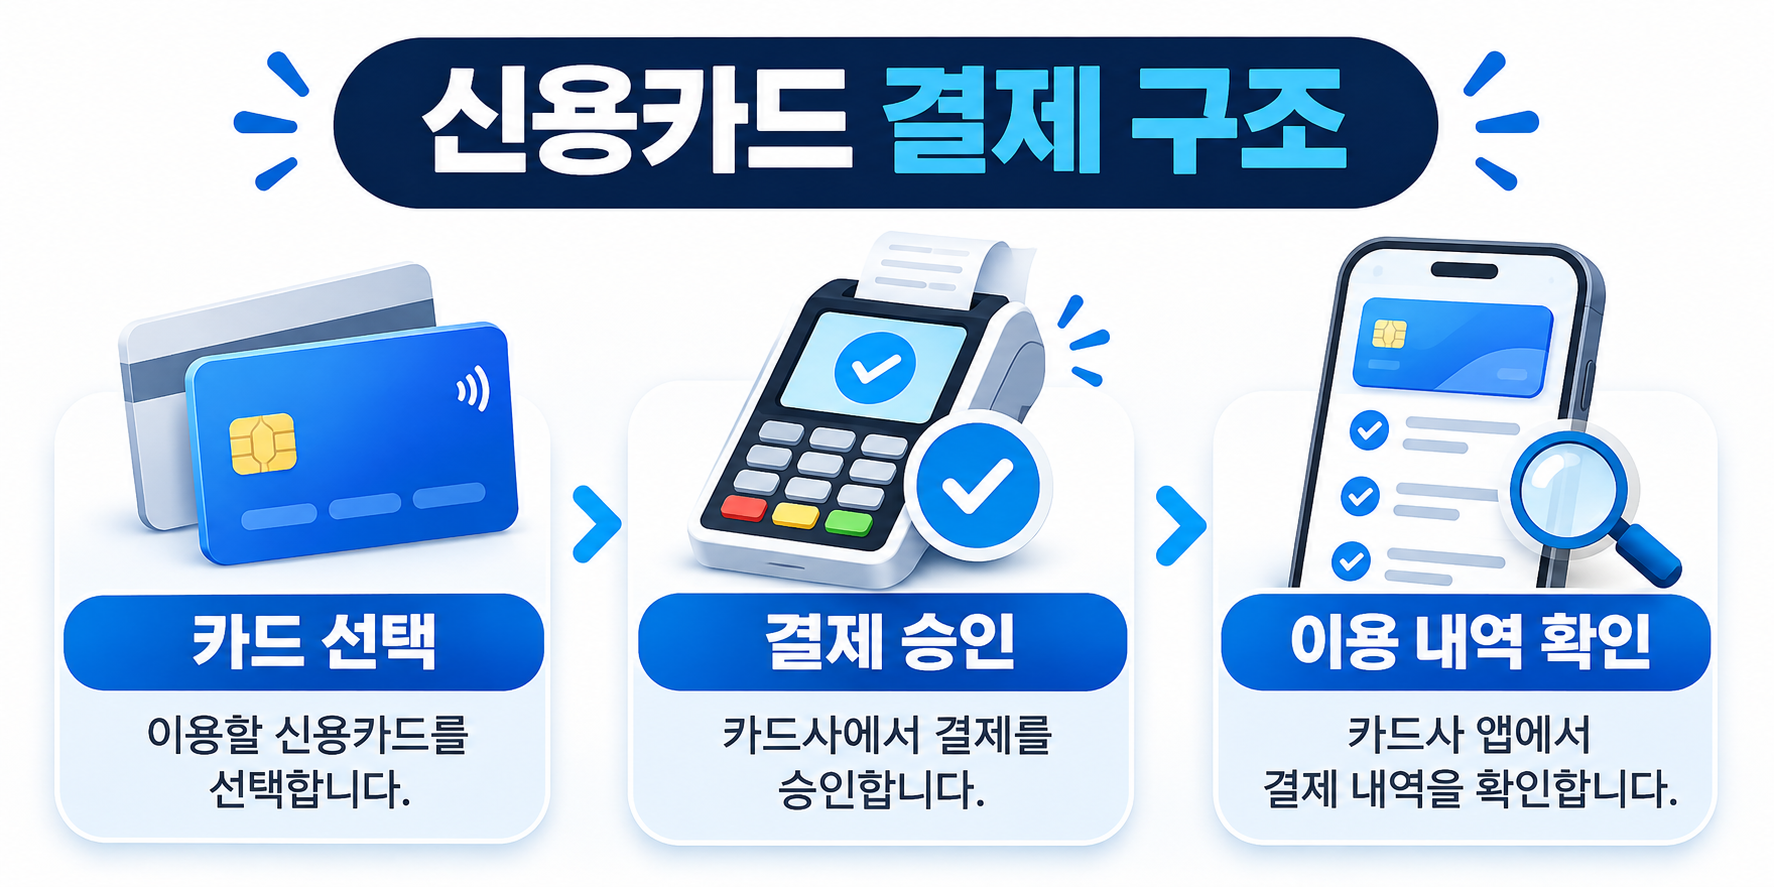 신용카드 결제 구조
카드 선택
이용할 신용카드를
선택합니다.
결제 승인
카드사에서 결제를
승인합니다.
이용 내역 확인
카드사 앱에서
결제 내역을 확인합니다.